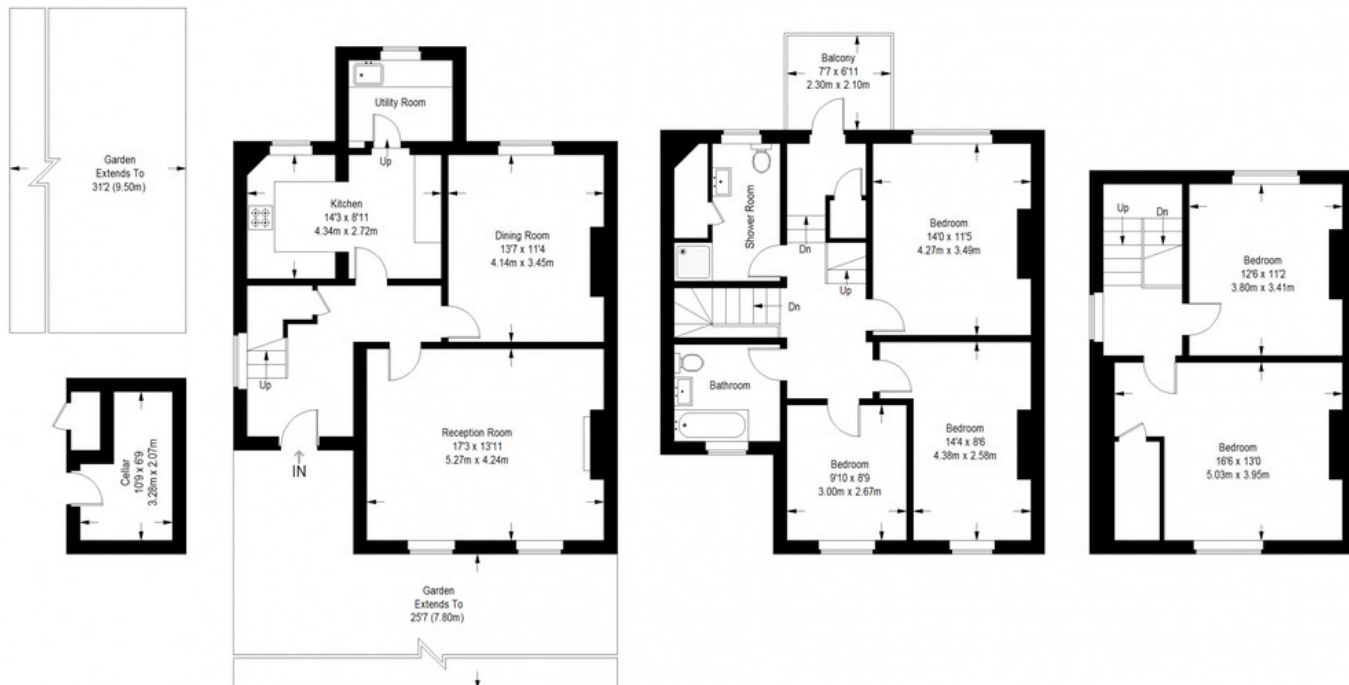 Garden
Extends To
31'2 (9.50m)
Cellar
10'9 x 6'9
3.28m x 2.07m
Utility Room
Up
Kitchen
14'3 x 8'11
4.34m x 2.72m
Dining Room
13'7 x 11'4
4.14m x 3.45m
Up
IN
Reception Room
17'3 x 13'11
5.27m x 4.24m
Garden
Extends To
25'7 (7.80m)
Balcony
7'7 x 6'11
2.30m x 2.10m
Shower Room
Dn
Up
Dn
Bedroom
14'0 x 11'5
4.27m x 3.49m
Bathroom
Bedroom
9'10 x 8'9
3.00m x 2.67m
Bedroom
14'4 x 8'6
4.38m x 2.58m
Up
Dn
Bedroom
12'6 x 11'2
3.80m x 3.41m
Bedroom
16'6 x 13'0
5.03m x 3.95m